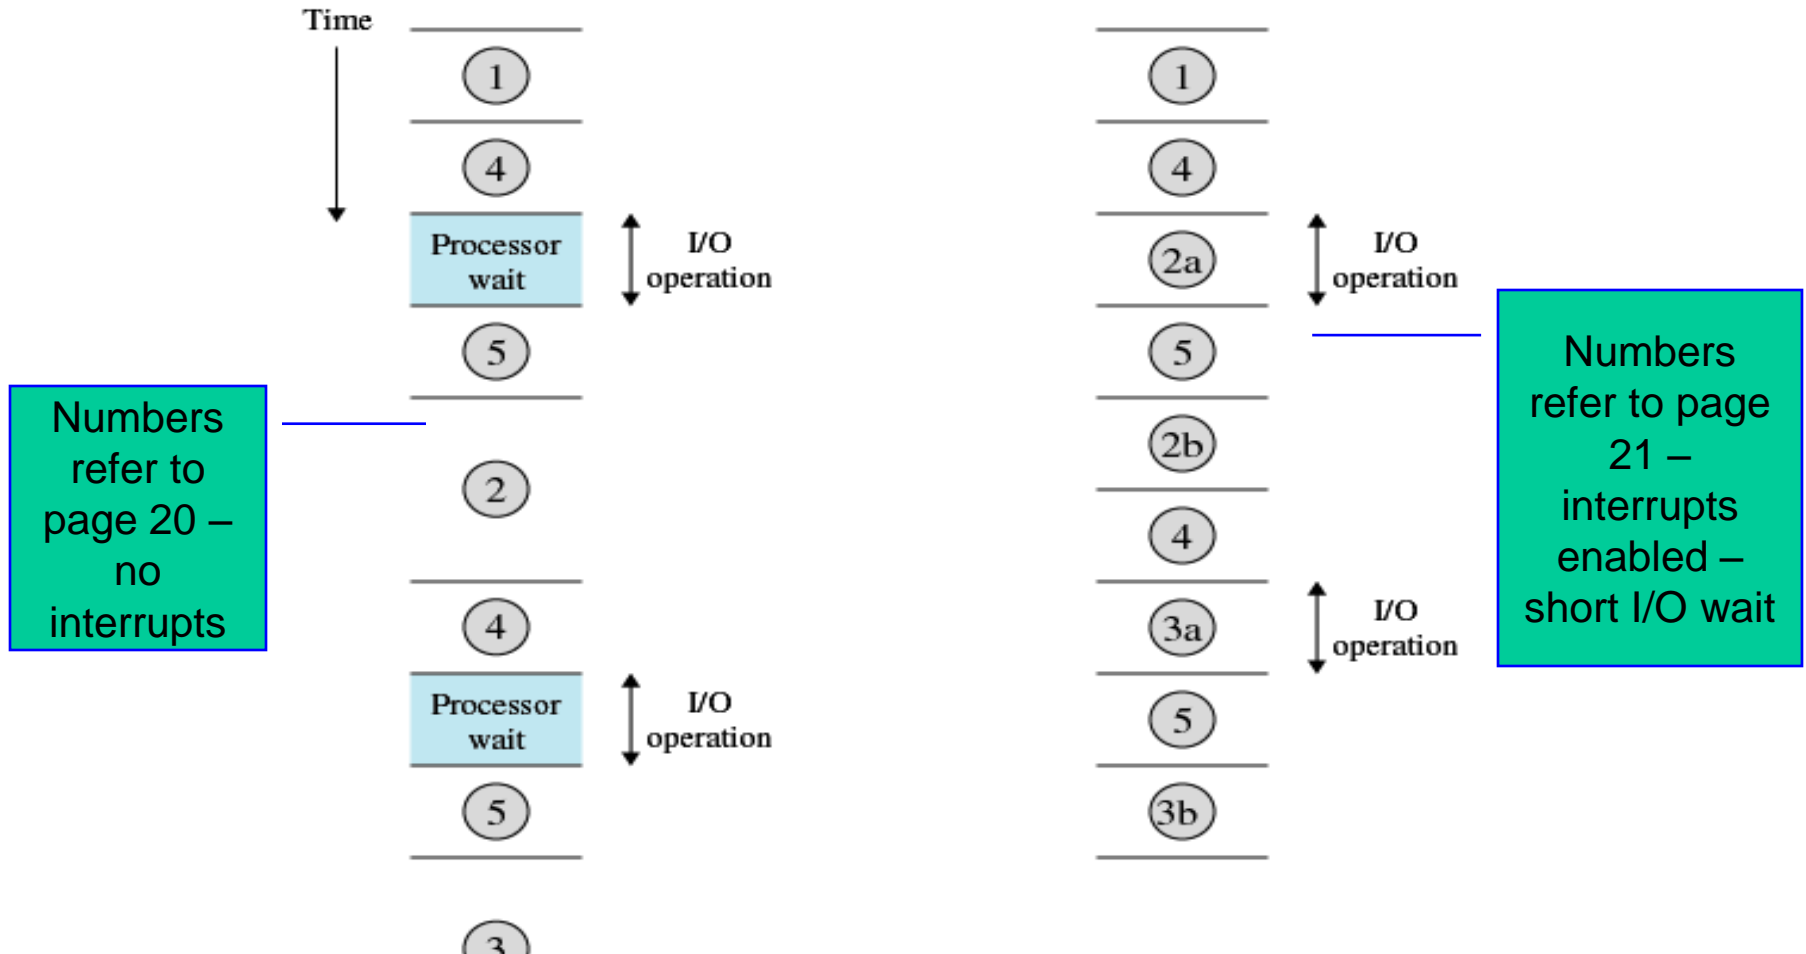 Time
1
4
Processor
wait
I/O
operation
5
2
4
Processor
wait
I/O
operation
5
3
Numbers
refer to
page 20 –
no
interrupts
1
4
2a
I/O
operation
5
2b
4
3a
I/O
operation
5
3b
Numbers
refer to page
21 –
interrupts
enabled –
short I/O wait